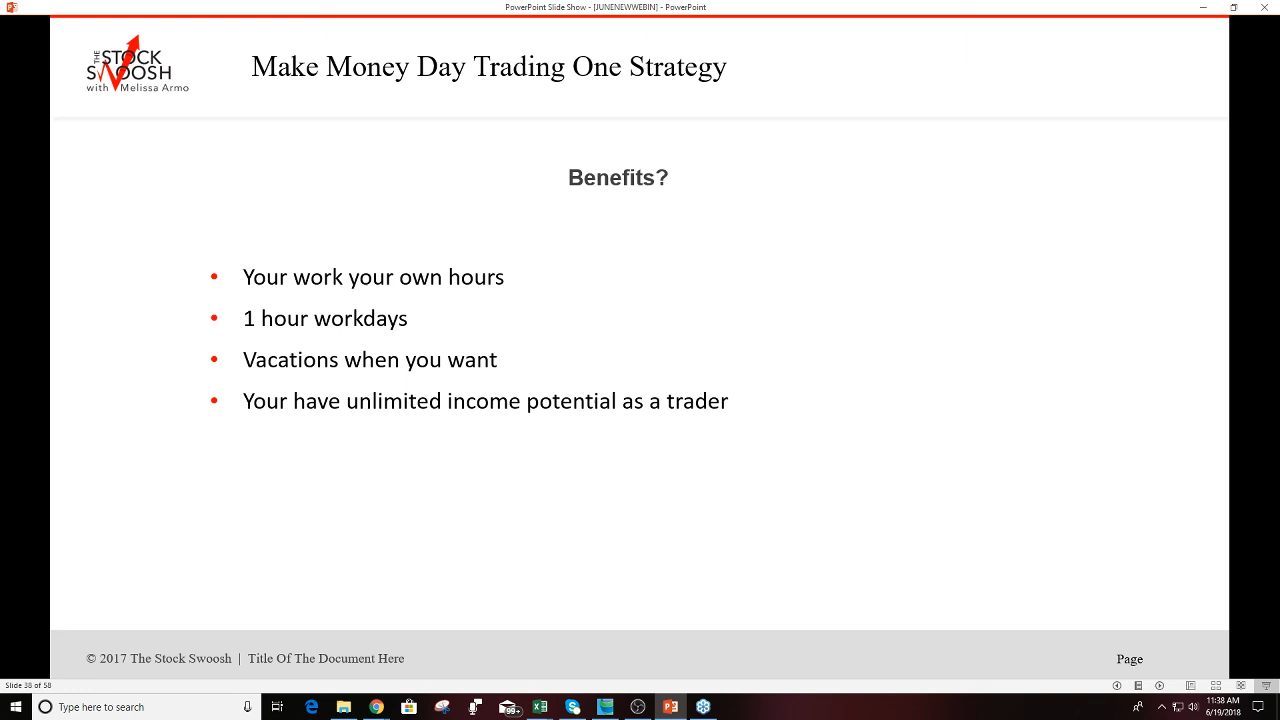 PowerPoint Slide Show - [JUNENEWWEBIN] - PowerPoint
THE STOCK
SWOOSH
with Melissa Armo
Make Money Day Trading One Strategy
Benefits?
• Your work your own hours
• 1 hour workdays
• Vacations when you want
• Your have unlimited income potential as a trader
© 2017 The Stock Swoosh | Title Of The Document Here
Page
Slide 38 of 58
Type here to search
99+
11:38 AM
6/19/2018